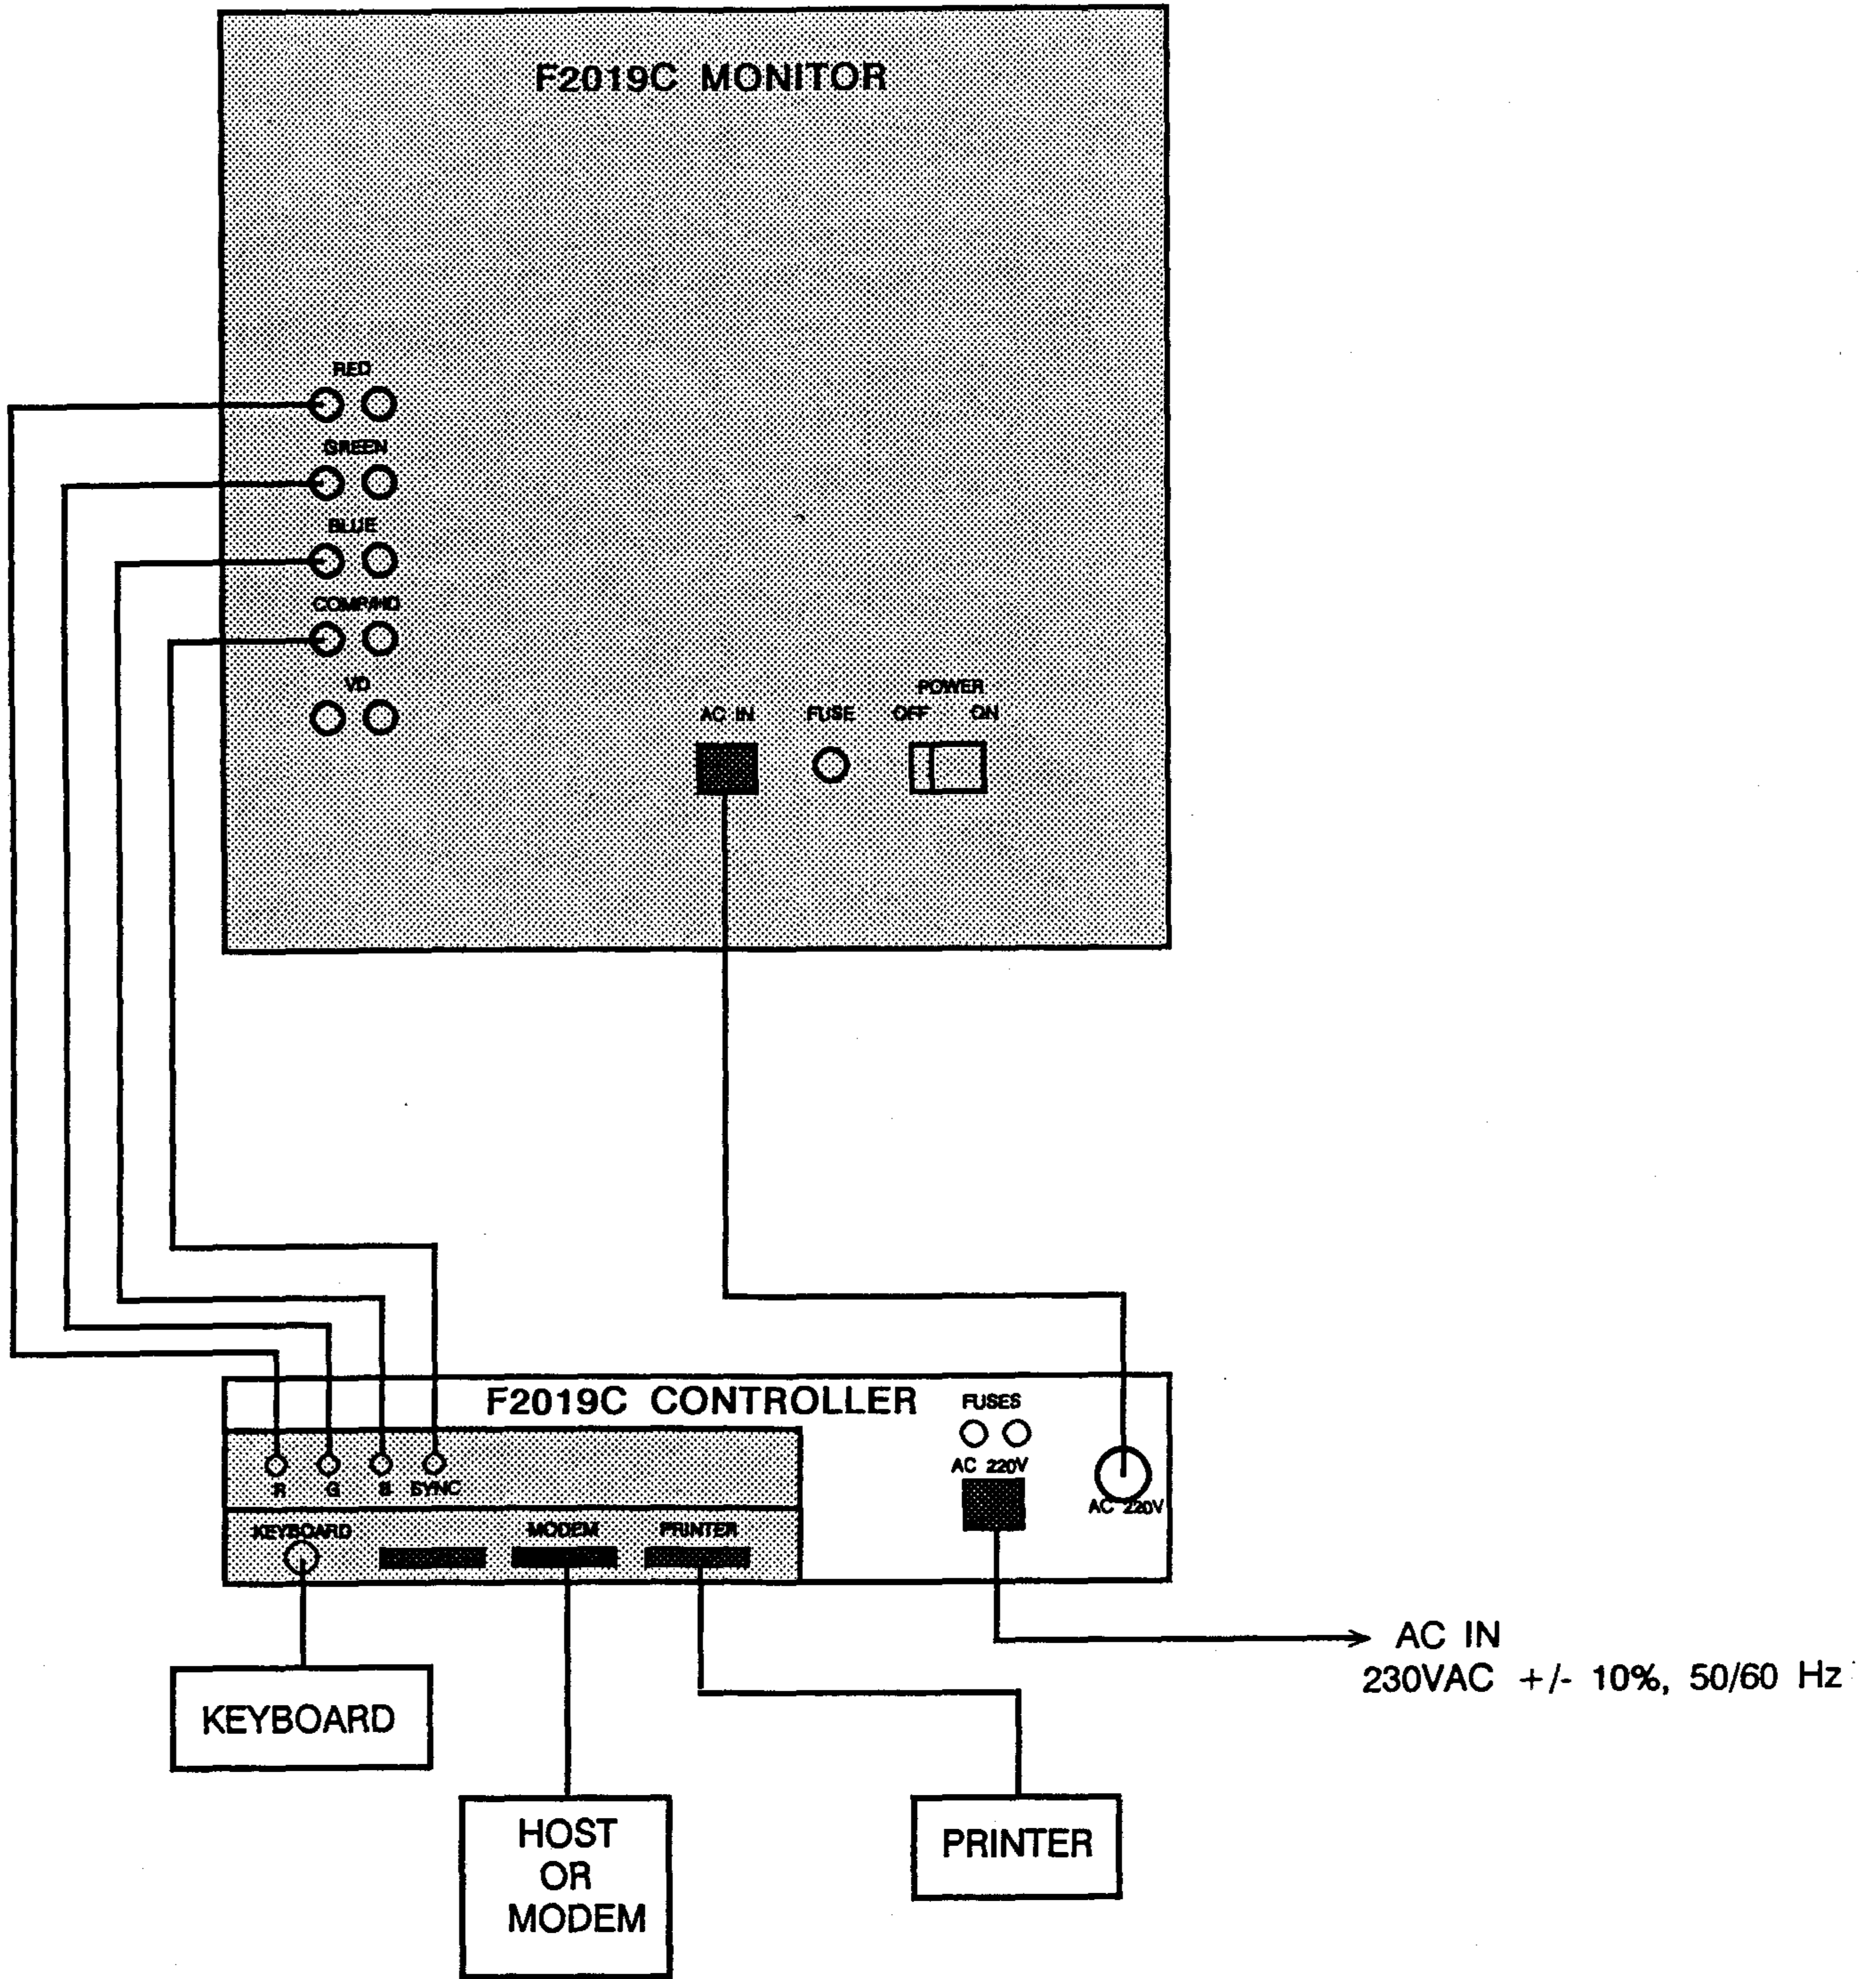 F2019C MONITOR
RED
GREEN
BLUE
COMP/HD
VD
POWER
AC IN FUSE OFF ON
F2019C CONTROLLER
FUSES
AC 220V
AC 220V
R G B SYNC
KEYBOARD MODEM PRINTER
AC IN
230VAC +/- 10%, 50/60 Hz
KEYBOARD
HOST
OR
MODEM
PRINTER